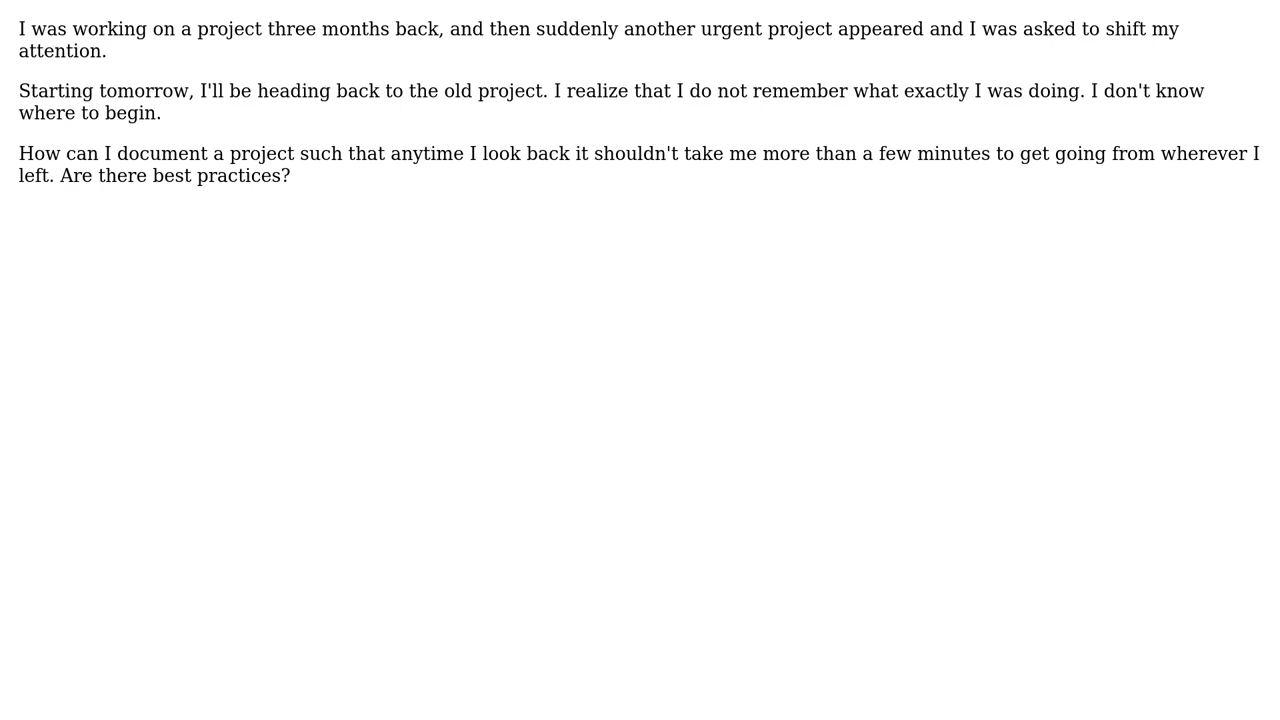 I was working on a project three months back, and then suddenly another urgent project appeared and I was asked to shift my
attention.
Starting tomorrow, I'll be heading back to the old project. I realize that I do not remember what exactly I was doing. I don't know
where to begin.
How can I document a project such that anytime I look back it shouldn't take me more than a few minutes to get going from wherever I
left. Are there best practices?